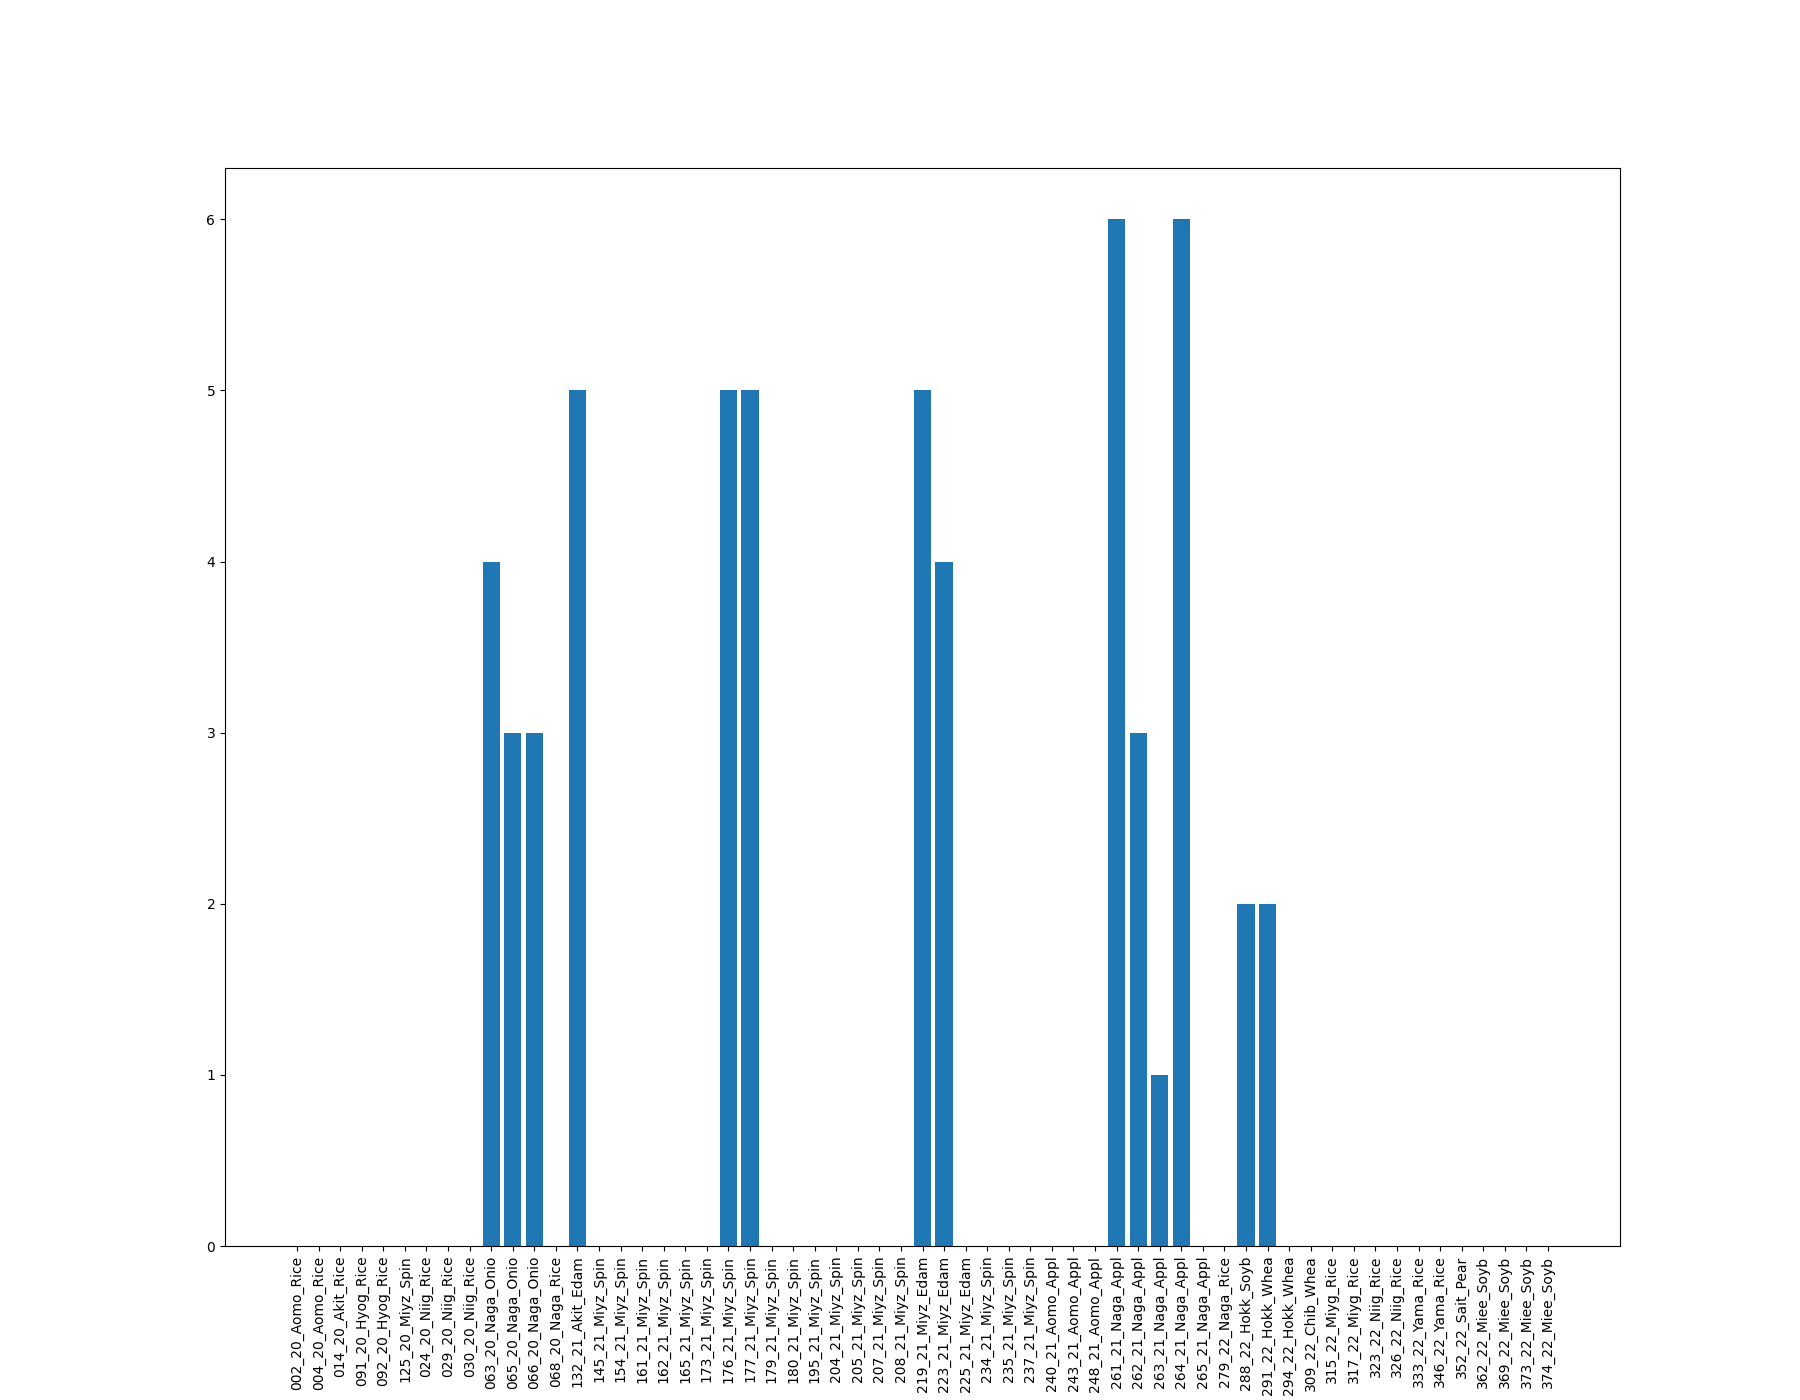 6
5
4
3
2
1
0
002_20_Aomo_Rice
004_20_Aomo_Rice
014_20_Akit_Rice
091_20_Hyog_Rice
092_20_Hyog_Rice
125_20_Miyz_Spin
024_20_Niig_Rice
029_20_Niig_Rice
030_20_Niig_Rice
063_20_Naga_Onio
065_20_Naga_Onio
066_20_Naga_Onio
068_20_Naga_Rice
132_21_Akit_Edam
145_21_Miyz_Spin
154_21_Miyz_Spin
161_21_Miyz_Spin
162_21_Miyz_Spin
165_21_Miyz_Spin
173_21_Miyz_Spin
176_21_Miyz_Spin
177_21_Miyz_Spin
179_21_Miyz_Spin
180_21_Miyz_Spin
195_21_Miyz_Spin
204_21_Miyz_Spin
205_21_Miyz_Spin
207_21_Miyz_Spin
208_21_Miyz_Spin
219_21_Miyz_Edam
223_21_Miyz_Edam
225_21_Miyz_Edam
234_21_Miyz_Spin
235_21_Miyz_Spin
237_21_Miyz_Spin
240_21_Aomo_Appl
243_21_Aomo_Appl
248_21_Aomo_Appl
261_21_Naga_Appl
262_21_Naga_Appl
263_21_Naga_Appl
264_21_Naga_Appl
265_21_Naga_Appl
279_22_Naga_Rice
288_22_Hokk_Soyb
291_22_Hokk_Whea
294_22_Hokk_Whea
309_22_Chib_Whea
315_22_Miyg_Rice
317_22_Miyg_Rice
323_22_Niig_Rice
326_22_Niig_Rice
333_22_Yama_Rice
346_22_Yama_Rice
352_22_Sait_Pear
362_22_Miee_Soyb
369_22_Miee_Soyb
373_22_Miee_Soyb
374_22_Miee_Soyb